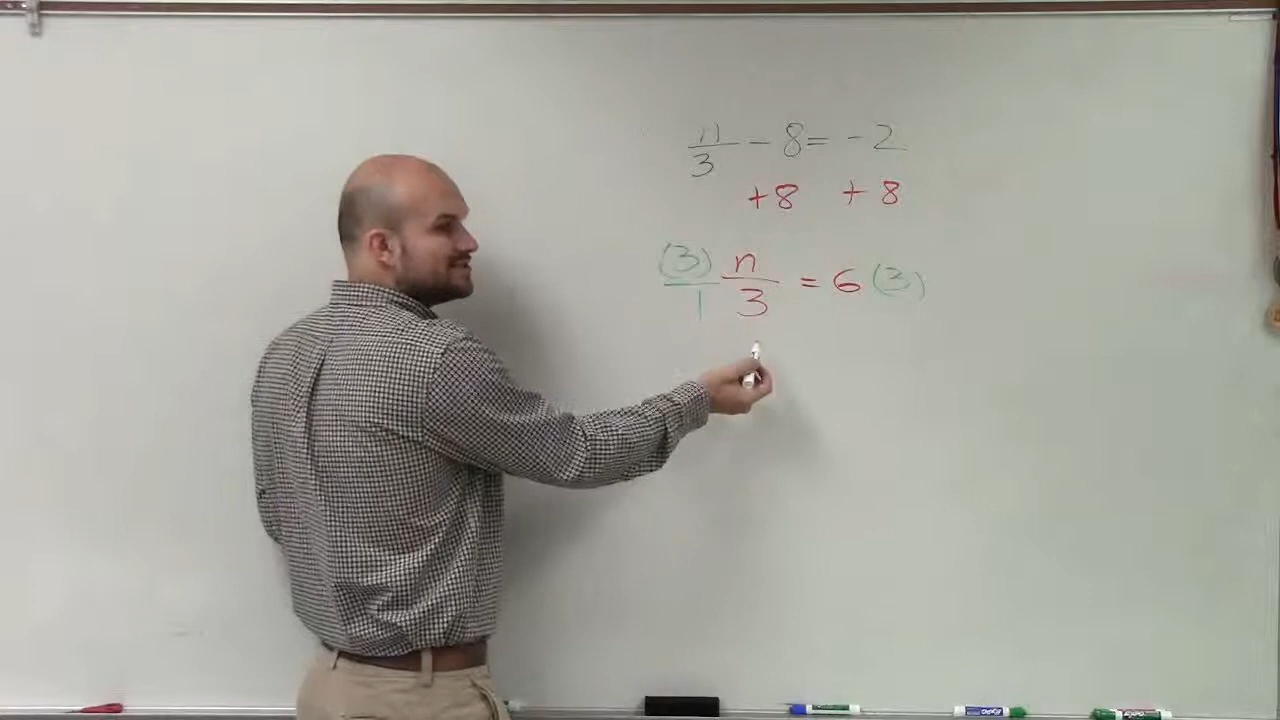 n/3 - 8 = -2
+8 +8
(3)/1 n/3 = 6 (3)